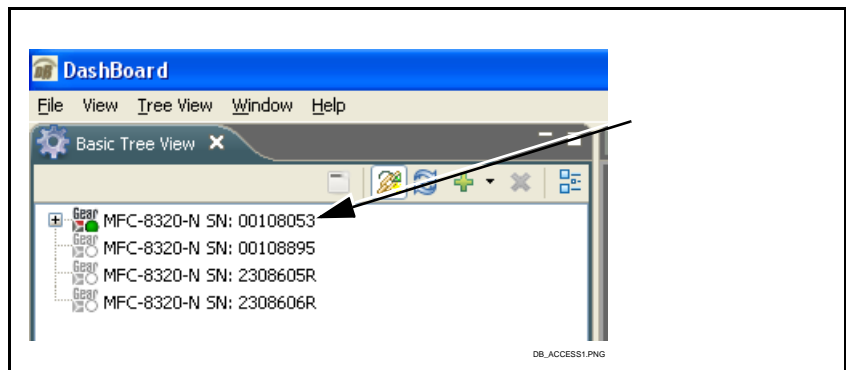 DashBoard
File View Tree View Window Help
Basic Tree View
Gear MFC-8320-N SN: 00108053
Gear MFC-8320-N SN: 00108895
Gear MFC-8320-N SN: 2308605R
Gear MFC-8320-N SN: 2308606R
DB_ACCESS1.PNG